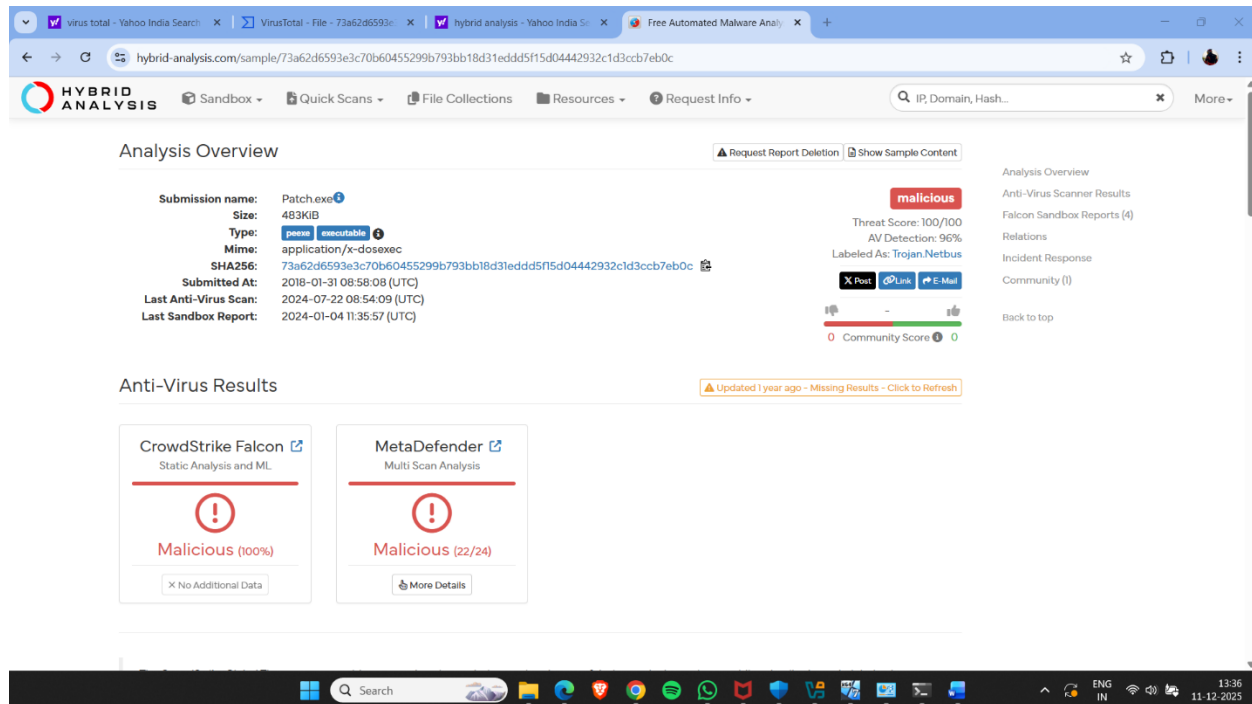 virus total - Yahoo India Search
VirusTotal - File - 73a62d6593e
hybrid analysis - Yahoo India Se
Free Automated Malware Analy
hybrid-analysis.com/sample/73a62d6593e3c70b60455299b793bb18d31eddd5f15d04442932c1d3ccb7eb0c
HYBRID
ANALYSIS
Sandbox
Quick Scans
File Collections
Resources
Request Info
IP, Domain, Hash...
More
Analysis Overview
Request Report Deletion
Show Sample Content
Submission name: Patch.exe
Size: 483KiB
Type: peexe executable
Mime: application/x-dosexec
SHA256: 73a62d6593e3c70b60455299b793bb18d31eddd5f15d04442932c1d3ccb7eb0c
Submitted At: 2018-01-31 08:58:08 (UTC)
Last Anti-Virus Scan: 2024-07-22 08:54:09 (UTC)
Last Sandbox Report: 2024-01-04 11:35:57 (UTC)
malicious
Threat Score: 100/100
AV Detection: 96%
Labeled As: Trojan.Netbus
X Post
Link
E-Mail
-
0 Community Score 0
Analysis Overview
Anti-Virus Scanner Results
Falcon Sandbox Reports (4)
Relations
Incident Response
Community (1)
Back to top
Anti-Virus Results
Updated 1 year ago - Missing Results - Click to Refresh
CrowdStrike Falcon
Static Analysis and ML
Malicious (100%)
No Additional Data
MetaDefender
Multi Scan Analysis
Malicious (22/24)
More Details
Search
ENG
IN
13:36
11-12-2025